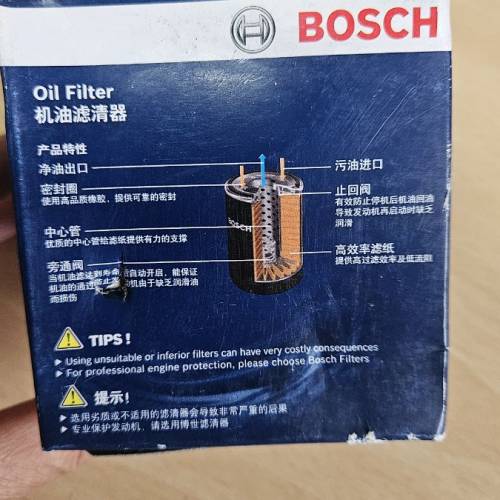 BOSCH
Oil Filter
机油滤清器
产品特性
净油出口
密封圈
使用高品质橡胶，提供可靠的密封
中心管
优质的中心管给滤纸提供有力的支撑
旁通阀
当机油滤达到寿命 自动开启，能保证
机油的通过 机由于缺乏润滑油
而损伤
污油进口
止回阀
有效防止停机后机油回油
导致发动机再启动时缺乏
润滑
高效率滤纸
提供高过滤效率及低流阻
BOSCH
TIPS!
▶ Using unsuitable or inferior filters can have very costly consequences
▶ For professional engine protection, please choose Bosch Filters
提示!
▶ 选用劣质或不适用的滤清器会导致非常严重的后果
▶ 专业保护发动机，请选用博世滤清器